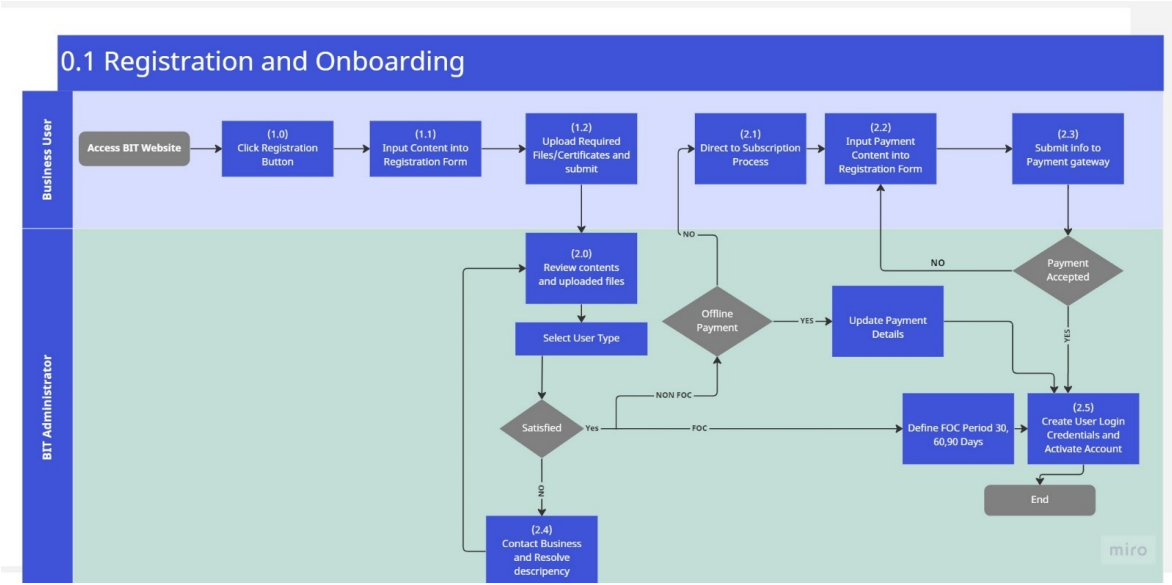 0.1 Registration and Onboarding
Business User
Access BIT Website
(1.0)
Click Registration
Button
(1.1)
Input Content into
Registration Form
(1.2)
Upload Required
Files/Certificates and
submit
(2.1)
Direct to Subscription
Process
(2.2)
Input Payment
Content into
Registration Form
(2.3)
Submit info to
Payment gateway
BIT Administrator
(2.0)
Review contents
and uploaded files
Select User Type
Satisfied
Yes
NO
(2.4)
Contact Business
and Resolve
descripency
NON FOC
FOC
Offline
Payment
NO
YES
Update Payment
Details
Payment
Accepted
NO
YES
Define FOC Period 30,
60,90 Days
(2.5)
Create User Login
Credentials and
Activate Account
End
miro